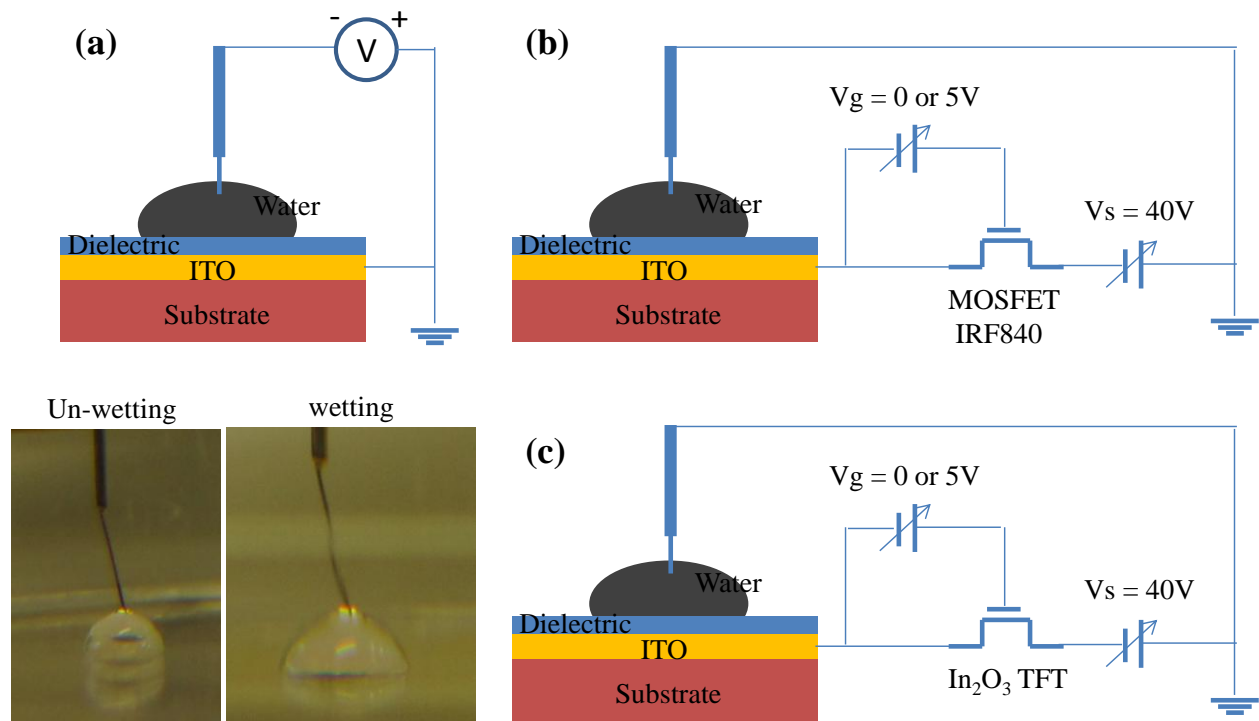 (a)
- +
V
Water
Dielectric
ITO
Substrate
(b)
Vg = 0 or 5V
Vs = 40V
Water
Dielectric
ITO
Substrate
MOSFET
IRF840
Un-wetting
wetting
(c)
Vg = 0 or 5V
Vs = 40V
Water
Dielectric
ITO
Substrate
In₂O₃ TFT